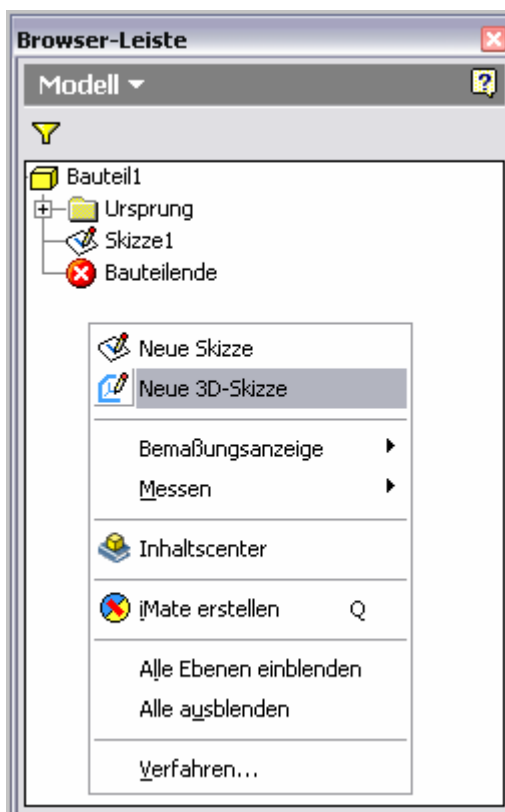 Browser-Leiste
Modell
Bauteil1
Ursprung
Skizze1
Bauteilende
Neue Skizze
Neue 3D-Skizze
Bemaßungsanzeige
Messen
Inhaltscenter
iMate erstellen Q
Alle Ebenen einblenden
Alle ausblenden
Verfahren...